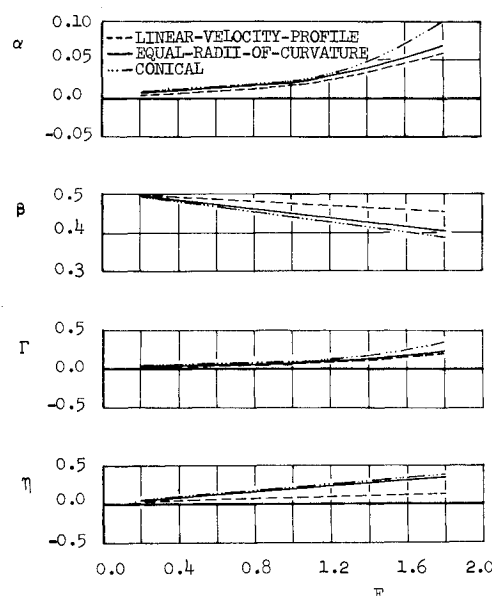 α
0.10
0.05
0.0
-0.05
LINEAR-VELOCITY-PROFILE
EQUAL-RADII-OF-CURVATURE
CONICAL
β
0.5
0.4
0.3
Γ
0.5
0.0
-0.5
η
0.5
0.0
-0.5
0.0 0.4 0.8 1.2 1.6 2.0